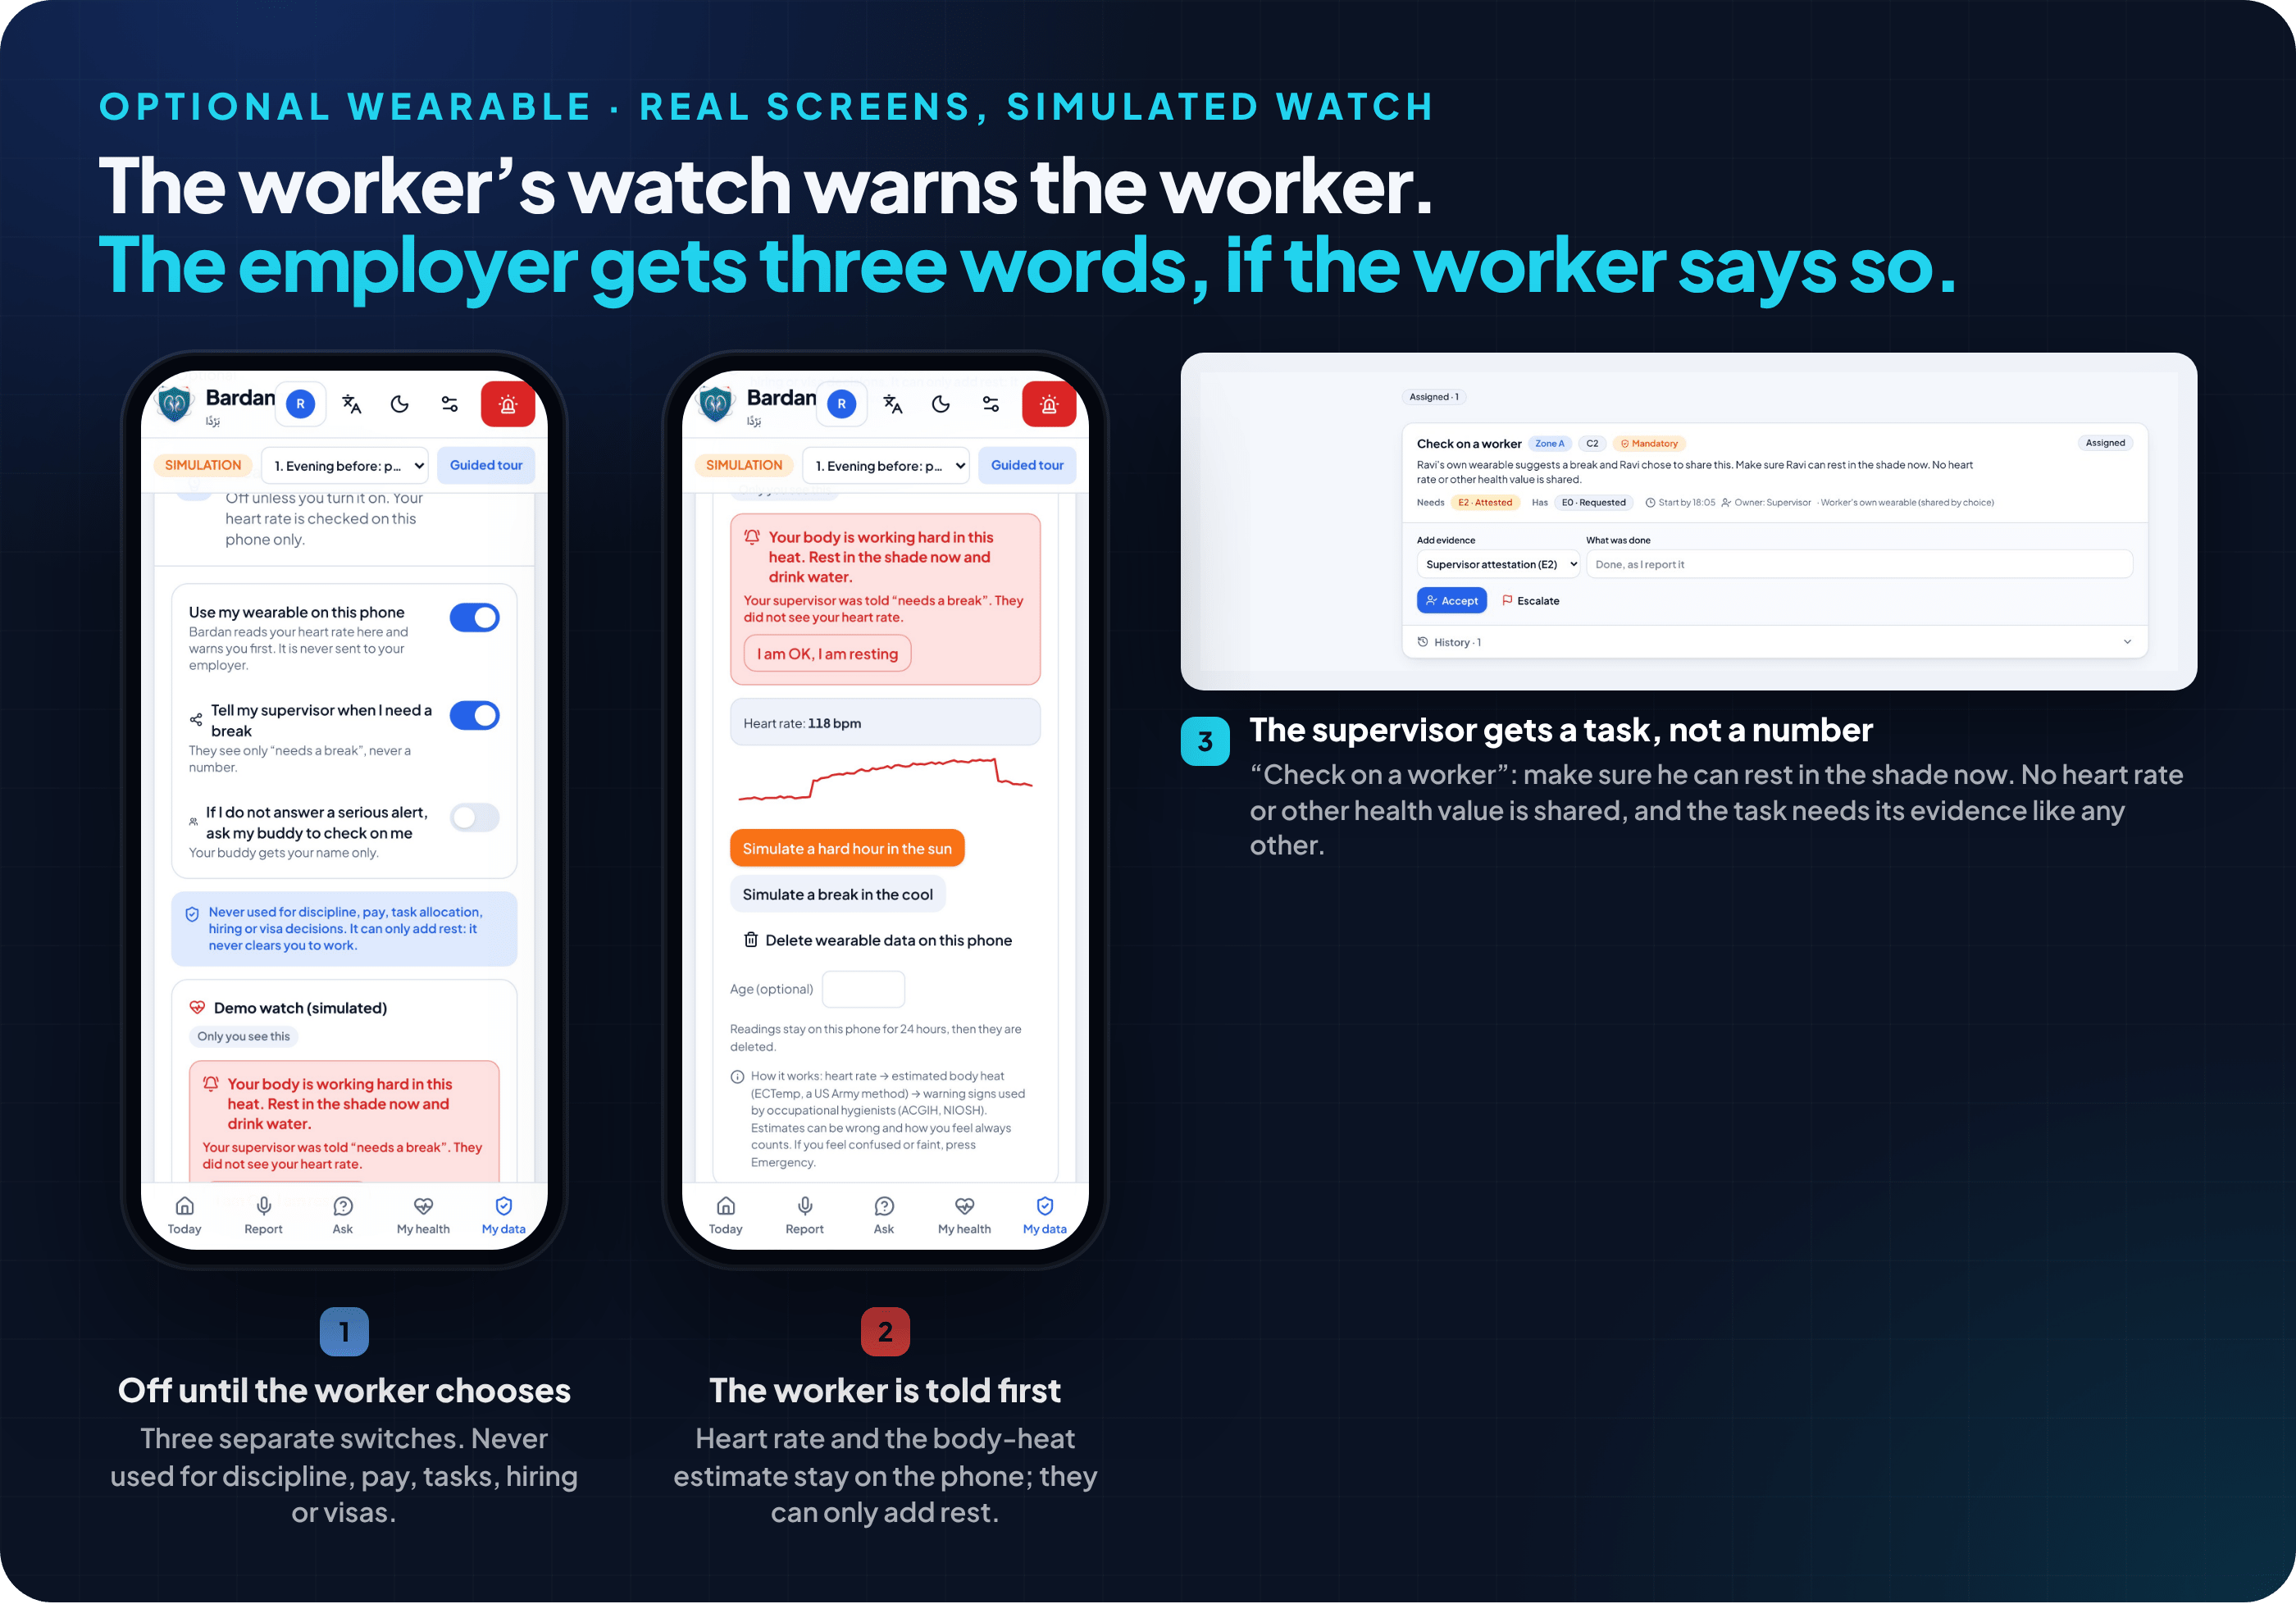 OPTIONAL WEARABLE · REAL SCREENS, SIMULATED WATCH
The worker’s watch warns the worker.
The employer gets three words, if the worker says so.
Bardan
بَرْدًا
R
SIMULATION
1. Evening before: p...
Guided tour
Off unless you turn it on. Your
heart rate is checked on this
phone only.
Use my wearable on this phone
Bardan reads your heart rate here and
warns you first. It is never sent to your
employer.
Tell my supervisor when I need a
break
They see only “needs a break”, never a
number.
If I do not answer a serious alert,
ask my buddy to check on me
Your buddy gets your name only.
Never used for discipline, pay, task allocation,
hiring or visa decisions. It can only add rest: it
never clears you to work.
Demo watch (simulated)
Only you see this
Your body is working hard in this
heat. Rest in the shade now and
drink water.
Your supervisor was told “needs a break”. They
did not see your heart rate.
Today
Report
Ask
My health
My data
1
Off until the worker chooses
Three separate switches. Never
used for discipline, pay, tasks, hiring
or visas.
Bardan
بَرْدًا
R
SIMULATION
1. Evening before: p...
Guided tour
Your body is working hard in this
heat. Rest in the shade now and
drink water.
Your supervisor was told “needs a break”. They
did not see your heart rate.
I am OK, I am resting
Heart rate: 118 bpm
Simulate a hard hour in the sun
Simulate a break in the cool
Delete wearable data on this phone
Age (optional)
Readings stay on this phone for 24 hours, then they are
deleted.
How it works: heart rate → estimated body heat
(ECTemp, a US Army method) → warning signs used
by occupational hygienists (ACGIH, NIOSH).
Estimates can be wrong and how you feel always
counts. If you feel confused or faint, press
Emergency.
Today
Report
Ask
My health
My data
2
The worker is told first
Heart rate and the body-heat
estimate stay on the phone; they
can only add rest.
Assigned · 1
Check on a worker Zone A C2 Mandatory Assigned
Ravi's own wearable suggests a break and Ravi chose to share this. Make sure Ravi can rest in the shade now. No heart
rate or other health value is shared.
Needs E2 · Attested Has E0 · Requested Start by 18:05 Owner: Supervisor · Worker's own wearable (shared by choice)
Add evidence What was done
Supervisor attestation (E2) Done, as I report it
Accept Escalate
History · 1
3
The supervisor gets a task, not a number
“Check on a worker”: make sure he can rest in the shade now. No heart rate
or other health value is shared, and the task needs its evidence like any
other.